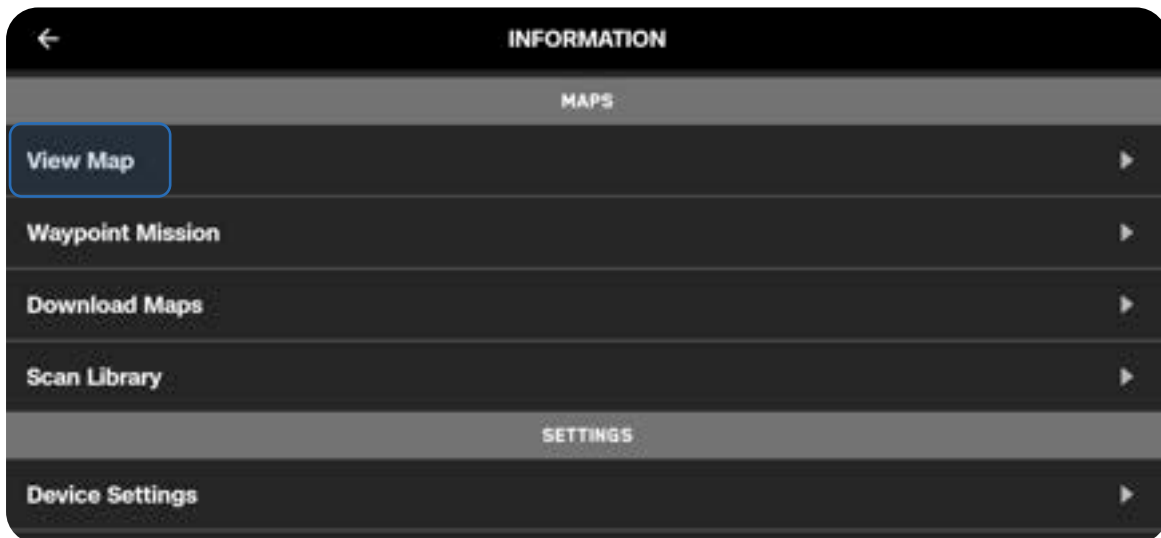 INFORMATION
MAPS
View Map
Waypoint Mission
Download Maps
Scan Library
SETTINGS
Device Settings